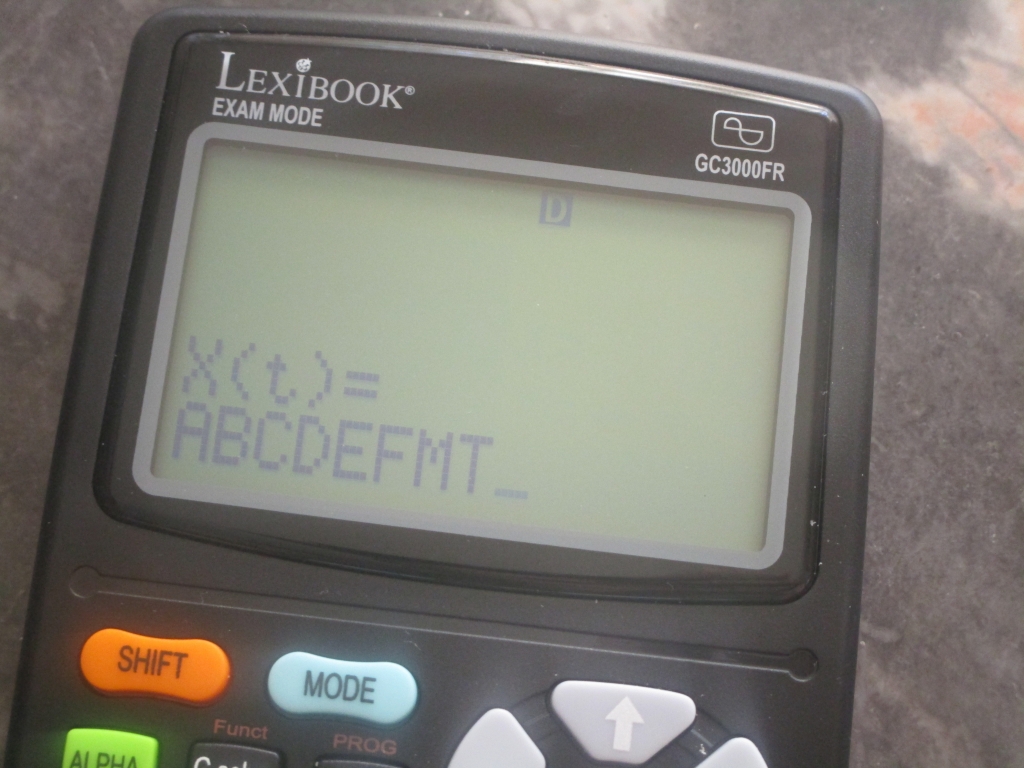 LEXIBOOK®
EXAM MODE
GC3000FR
D
X(t)=
ABCDEFMT_
SHIFT
MODE
Funct
PROG
ALPHA